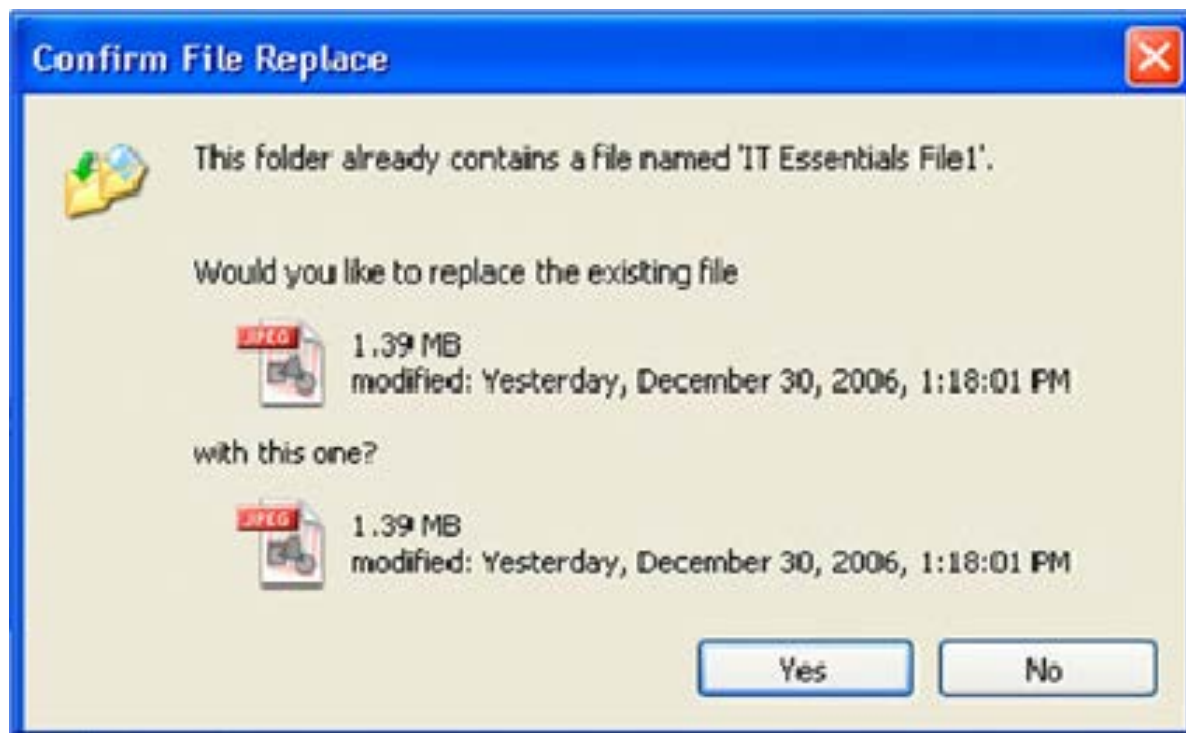 Confirm File Replace
This folder already contains a file named 'IT Essentials File1'.
Would you like to replace the existing file
JPEG
1.39 MB
modified: Yesterday, December 30, 2006, 1:18:01 PM
with this one?
JPEG
1.39 MB
modified: Yesterday, December 30, 2006, 1:18:01 PM
Yes
No